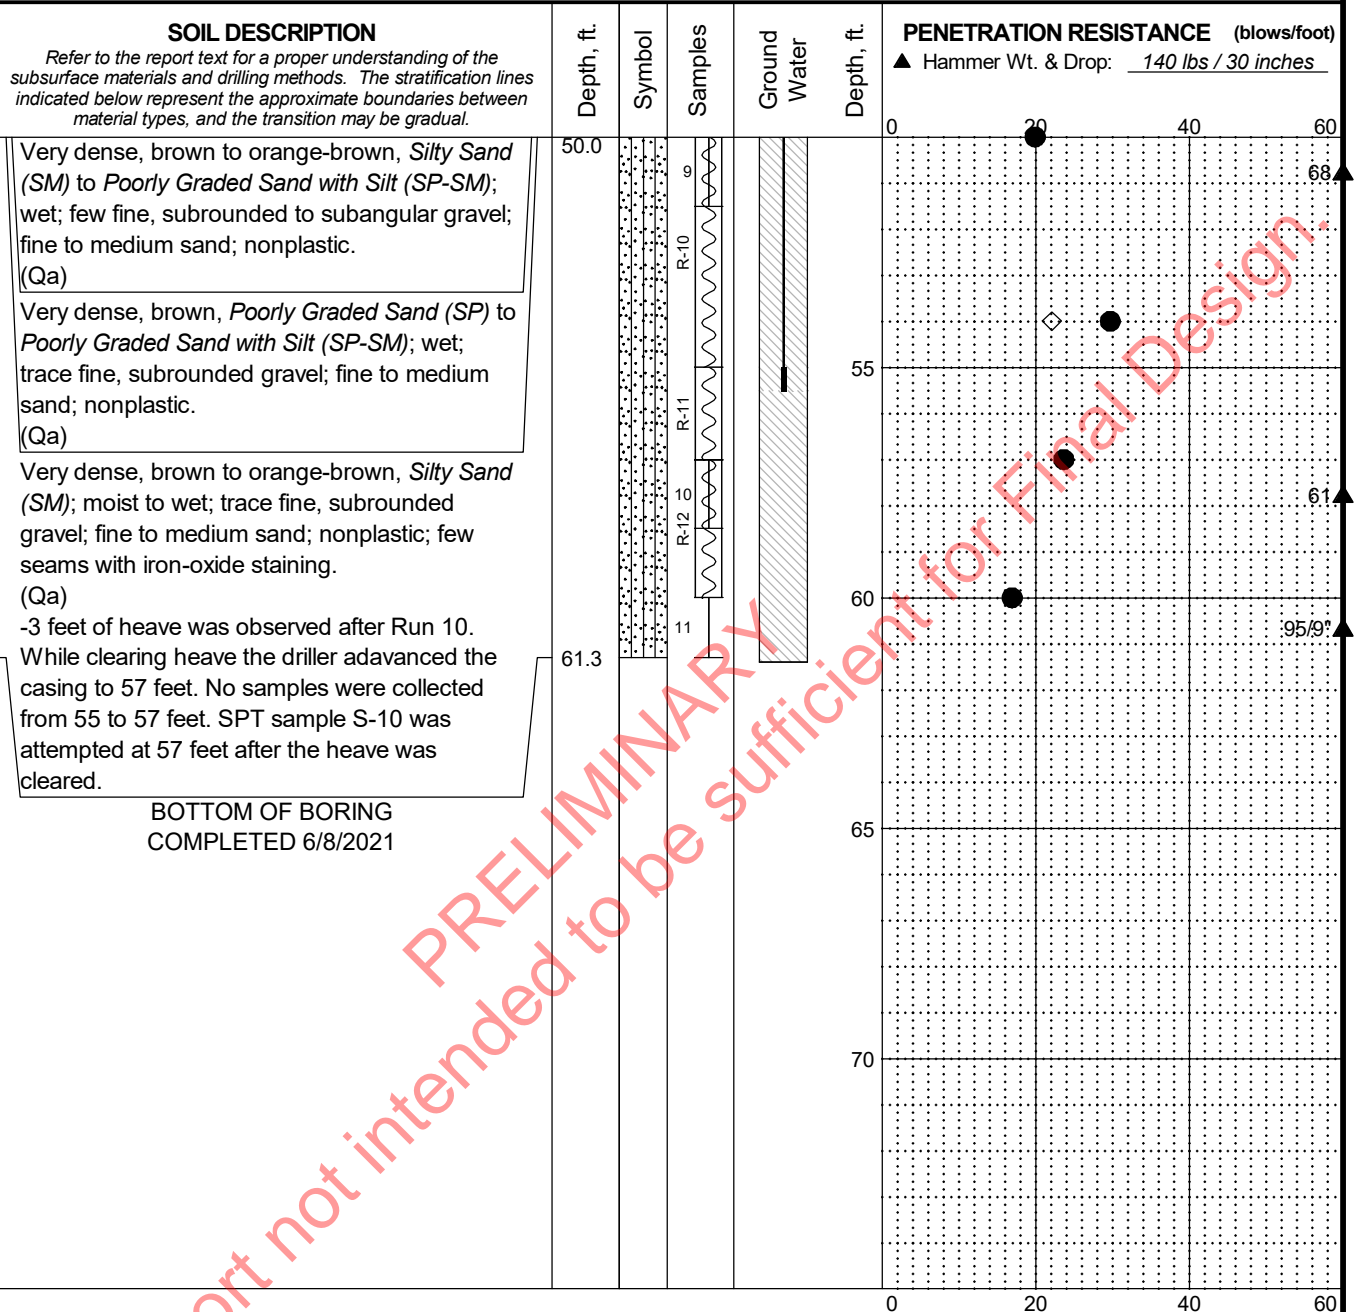 SOIL DESCRIPTION
Refer to the report text for a proper understanding of the
subsurface materials and drilling methods. The stratification lines
indicated below represent the approximate boundaries between
material types, and the transition may be gradual.
Depth, ft.
Symbol
Samples
Ground
Water
Depth, ft.
PENETRATION RESISTANCE (blows/foot)
▲ Hammer Wt. & Drop: 140 lbs / 30 inches
0 20 40 60
Very dense, brown to orange-brown, Silty Sand
(SM) to Poorly Graded Sand with Silt (SP-SM);
wet; few fine, subrounded to subangular gravel;
fine to medium sand; nonplastic.
(Qa)
Very dense, brown, Poorly Graded Sand (SP) to
Poorly Graded Sand with Silt (SP-SM); wet;
trace fine, subrounded gravel; fine to medium
sand; nonplastic.
(Qa)
Very dense, brown to orange-brown, Silty Sand
(SM); moist to wet; trace fine, subrounded
gravel; fine to medium sand; nonplastic; few
seams with iron-oxide staining.
(Qa)
-3 feet of heave was observed after Run 10.
While clearing heave the driller adavanced the
casing to 57 feet. No samples were collected
from 55 to 57 feet. SPT sample S-10 was
attempted at 57 feet after the heave was
cleared.
BOTTOM OF BORING
COMPLETED 6/8/2021
50.0
61.3
9
R-10
R-11
10
R-12
11
55
60
65
70
68
61
95/9"
0 20 40 60
PRELIMINARY
ort not intended to be sufficient for Final Design.